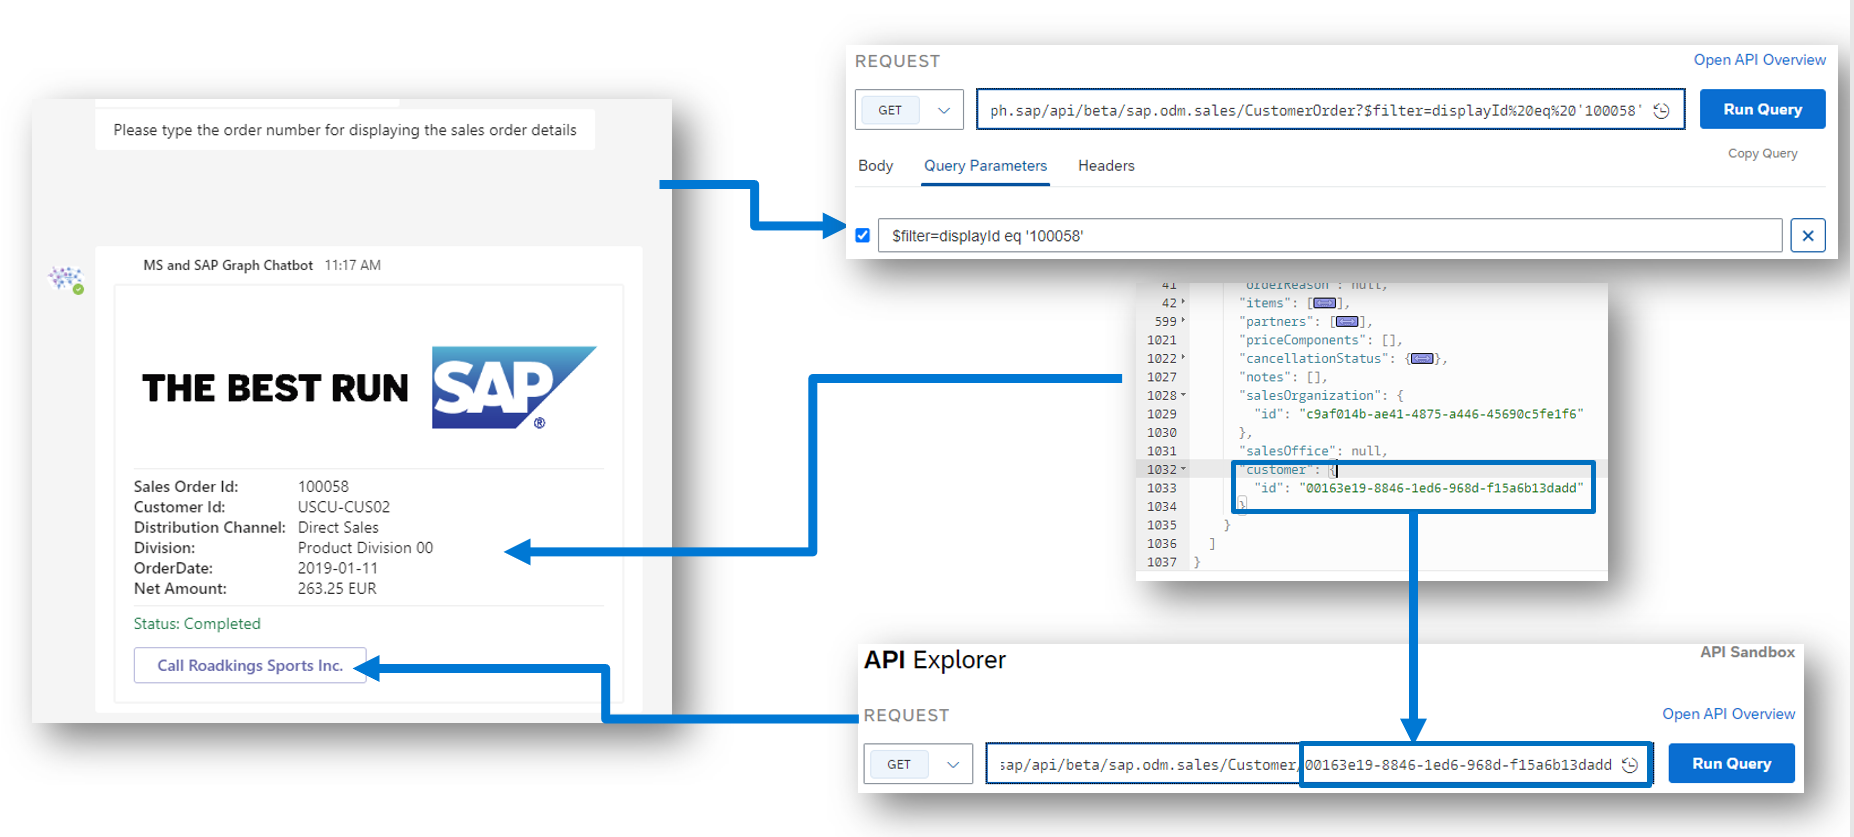 Please type the order number for displaying the sales order details
MS and SAP Graph Chatbot 11:17 AM
THE BEST RUN SAP ®
Sales Order Id: 100058
Customer Id: USCU-CUS02
Distribution Channel: Direct Sales
Division: Product Division 00
OrderDate: 2019-01-11
Net Amount: 263.25 EUR
Status: Completed
Call Roadkings Sports Inc.
REQUEST
Open API Overview
GET
ph.sap/api/beta/sap.odm.sales/CustomerOrder?$filter=displayId%20eq%20'100058'
Run Query
Copy Query
Body Query Parameters Headers
$filter=displayId eq '100058'
41 "orderReason": null,
42 "items": [ ],
599 "partners": [ ],
1021 "priceComponents": [],
1022 "cancellationStatus": { },
1027 "notes": [],
1028 "salesOrganization": {
1029 "id": "c9af014b-ae41-4875-a446-45690c5fe1f6"
1030 },
1031 "salesOffice": null,
1032 "customer": {
1033 "id": "00163e19-8846-1ed6-968d-f15a6b13dadd"
1034 }
1035 }
1036 ]
1037 }
API Explorer
API Sandbox
REQUEST
Open API Overview
GET
sap/api/beta/sap.odm.sales/Customer/00163e19-8846-1ed6-968d-f15a6b13dadd
Run Query